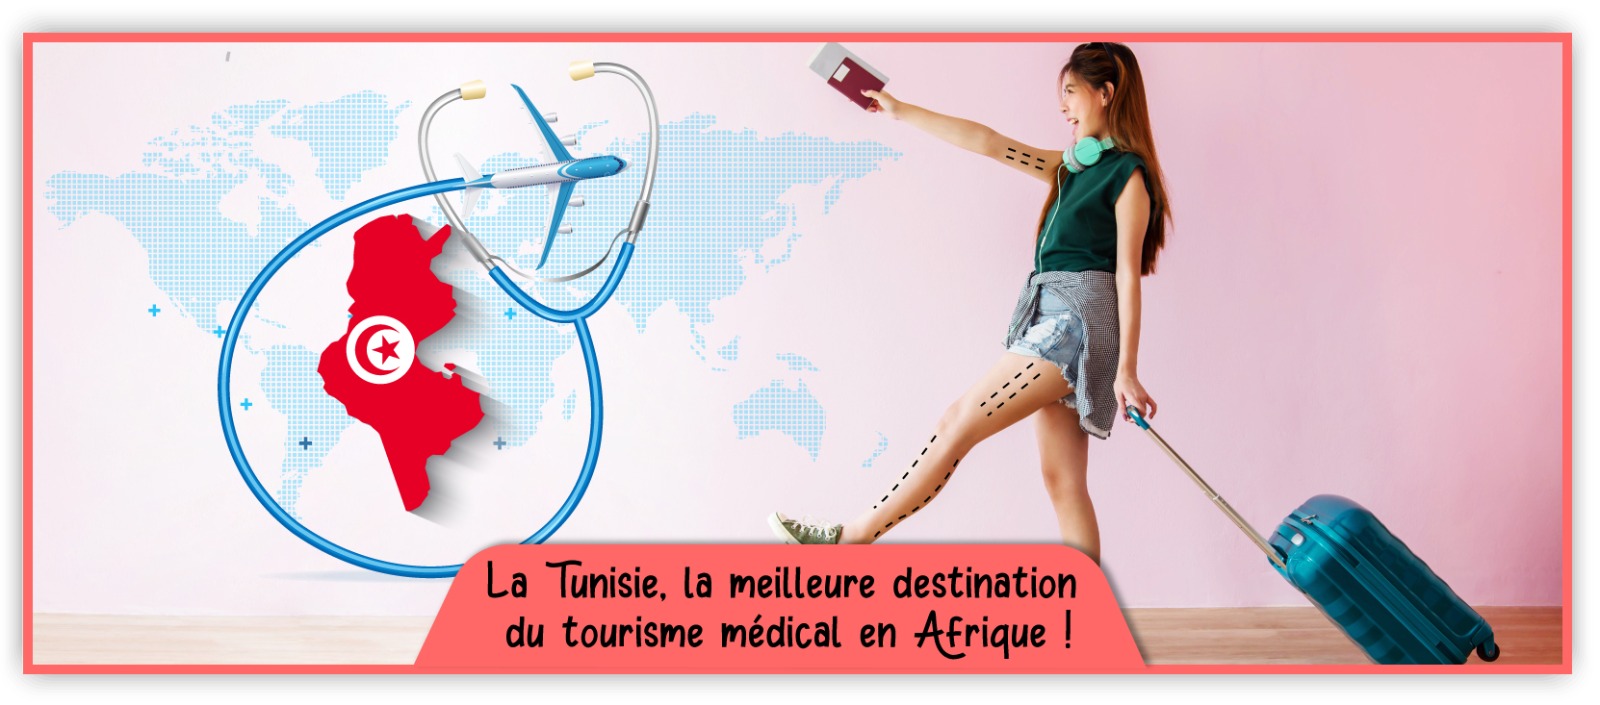 La Tunisie, la meilleure destination
du tourisme médical en Afrique !